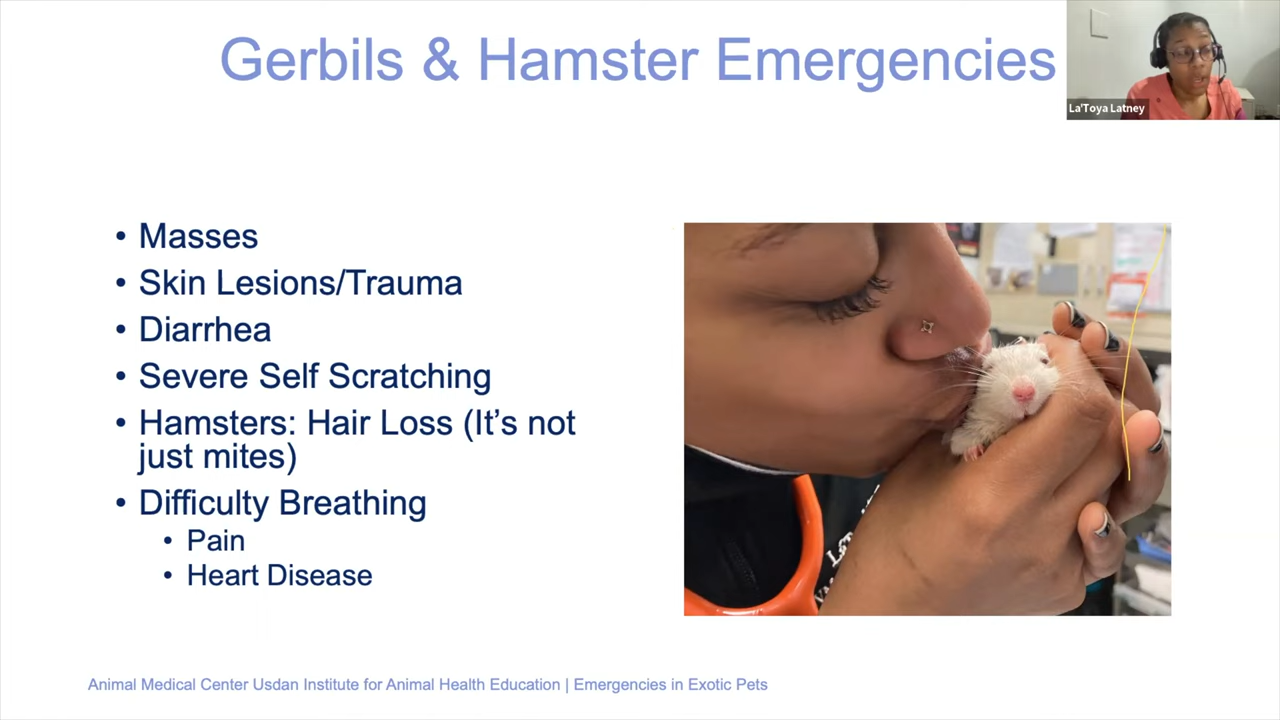 Gerbils & Hamster Emergencies
La'Toya Latney
• Masses
• Skin Lesions/Trauma
• Diarrhea
• Severe Self Scratching
• Hamsters: Hair Loss (It's not
just mites)
• Difficulty Breathing
• Pain
• Heart Disease
Animal Medical Center Usdan Institute for Animal Health Education | Emergencies in Exotic Pets